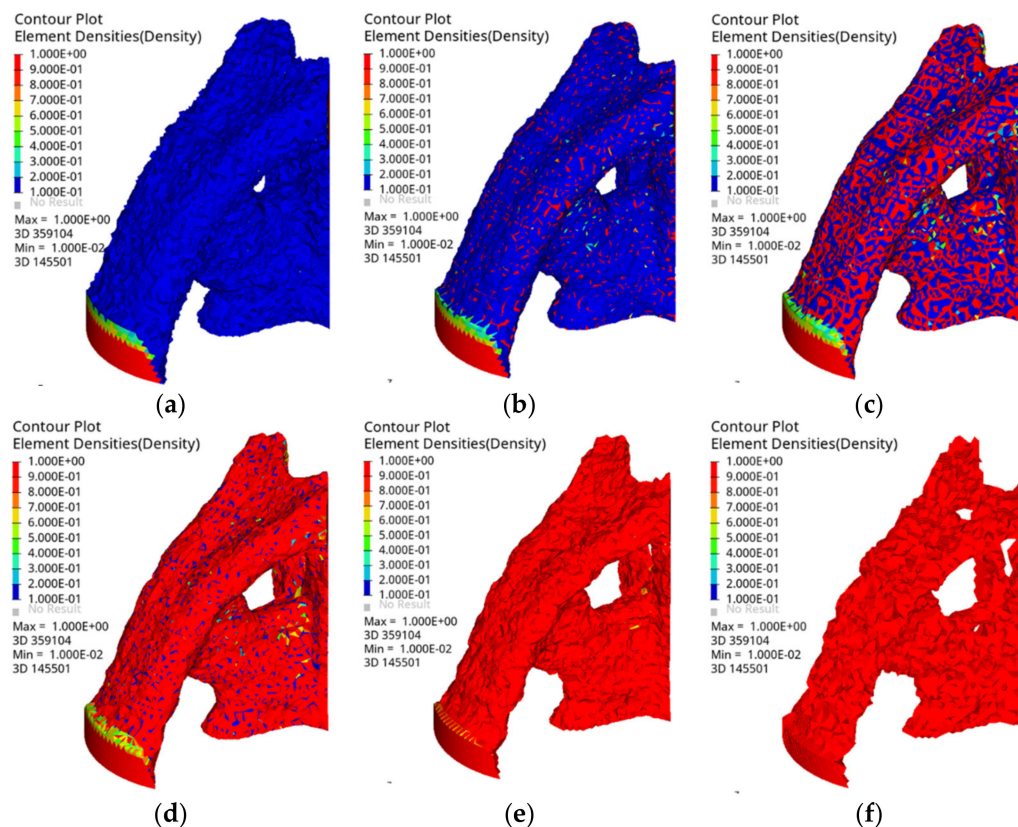 Contour Plot
Element Densities(Density)
1.000E+00
9.000E-01
8.000E-01
7.000E-01
6.000E-01
5.000E-01
4.000E-01
3.000E-01
2.000E-01
1.000E-01
No Result
Max = 1.000E+00
3D 359104
Min = 1.000E-02
3D 145501
(a)
Contour Plot
Element Densities(Density)
1.000E+00
9.000E-01
8.000E-01
7.000E-01
6.000E-01
5.000E-01
4.000E-01
3.000E-01
2.000E-01
1.000E-01
No Result
Max = 1.000E+00
3D 359104
Min = 1.000E-02
3D 145501
(b)
Contour Plot
Element Densities(Density)
1.000E+00
9.000E-01
8.000E-01
7.000E-01
6.000E-01
5.000E-01
4.000E-01
3.000E-01
2.000E-01
1.000E-01
No Result
Max = 1.000E+00
3D 359104
Min = 1.000E-02
3D 145501
(c)
Contour Plot
Element Densities(Density)
1.000E+00
9.000E-01
8.000E-01
7.000E-01
6.000E-01
5.000E-01
4.000E-01
3.000E-01
2.000E-01
1.000E-01
No Result
Max = 1.000E+00
3D 359104
Min = 1.000E-02
3D 145501
(d)
Contour Plot
Element Densities(Density)
1.000E+00
9.000E-01
8.000E-01
7.000E-01
6.000E-01
5.000E-01
4.000E-01
3.000E-01
2.000E-01
1.000E-01
No Result
Max = 1.000E+00
3D 359104
Min = 1.000E-02
3D 145501
(e)
Contour Plot
Element Densities(Density)
1.000E+00
9.000E-01
8.000E-01
7.000E-01
6.000E-01
5.000E-01
4.000E-01
3.000E-01
2.000E-01
1.000E-01
No Result
Max = 1.000E+00
3D 359104
Min = 1.000E-02
3D 145501
(f)